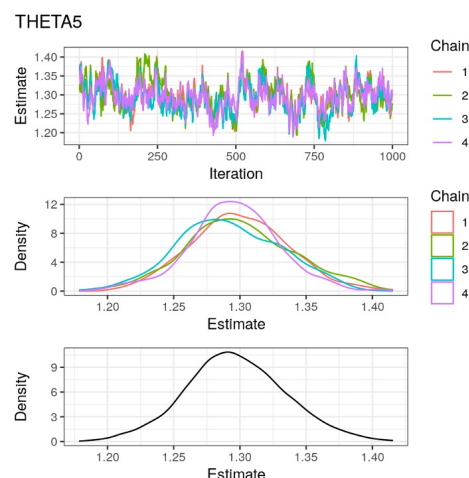 THETA5
Estimate
1.40
1.35
1.30
1.25
1.20
0 250 500 750 1000
Iteration
Chain
1
2
3
4
Density
12
8
4
0
1.20 1.25 1.30 1.35 1.40
Estimate
Chain
1
2
3
4
Density
9
6
3
0
1.20 1.25 1.30 1.35 1.40
Estimate